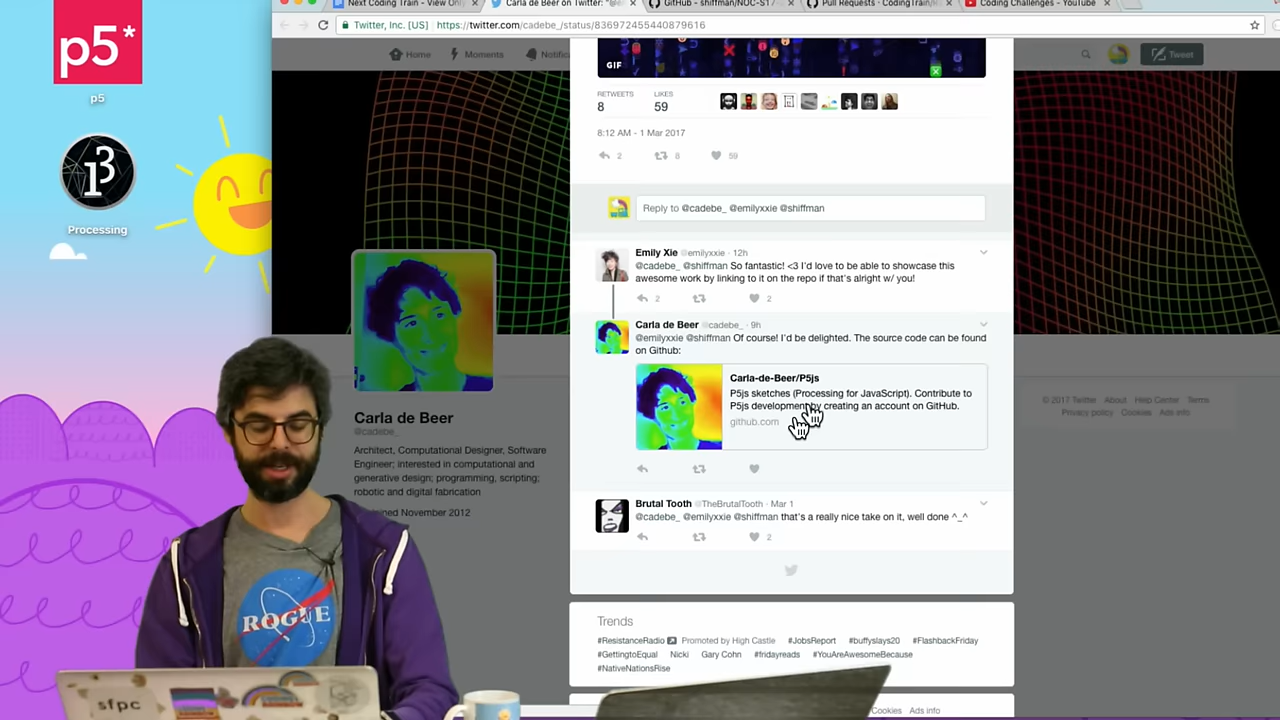 Next Coding Train - View Only
Carla de Beer on Twitter: "@e
GitHub - shiffman/NOC-S17
Pull Requests · CodingTrain/R
Coding Challenges - YouTube
Twitter, Inc. [US]
https://twitter.com/cadebe_/status/836972455440879616
p5*
p5
Processing
Home
Moments
Notific
Tweet
GIF
RETWEETS
8
LIKES
59
8:12 AM - 1 Mar 2017
2
8
59
Reply to @cadebe_ @emilyxxie @shiffman
Emily Xie @emilyxxie · 12h
@cadebe_ @shiffman So fantastic! <3 I'd love to be able to showcase this
awesome work by linking to it on the repo if that's alright w/ you!
2
2
Carla de Beer @cadebe_ · 9h
@emilyxxie @shiffman Of course! I'd be delighted. The source code can be found
on Github:
Carla-de-Beer/P5js
P5js sketches (Processing for JavaScript). Contribute to
P5js development by creating an account on GitHub.
github.com
Brutal Tooth @TheBrutalTooth · Mar 1
@cadebe_ @emilyxxie @shiffman that's a really nice take on it, well done ^_^
2
Carla de Beer
@cadebe_
Architect, Computational Designer, Software
Engineer; interested in computational and
generative design; programming, scripting;
robotic and digital fabrication
ined November 2012
© 2017 Twitter About Help Center Terms
Privacy policy Cookies Ad info
Trends
#ResistanceRadio Promoted by High Castle #JobsReport #buffyslays20 #FlashbackFriday
#GettingtoEqual Nicki Gary Cohn #fridayreads #YouAreAwesomeBecause
#NativeNationsRise
Cookies Ads info
ROGUE
sfpc